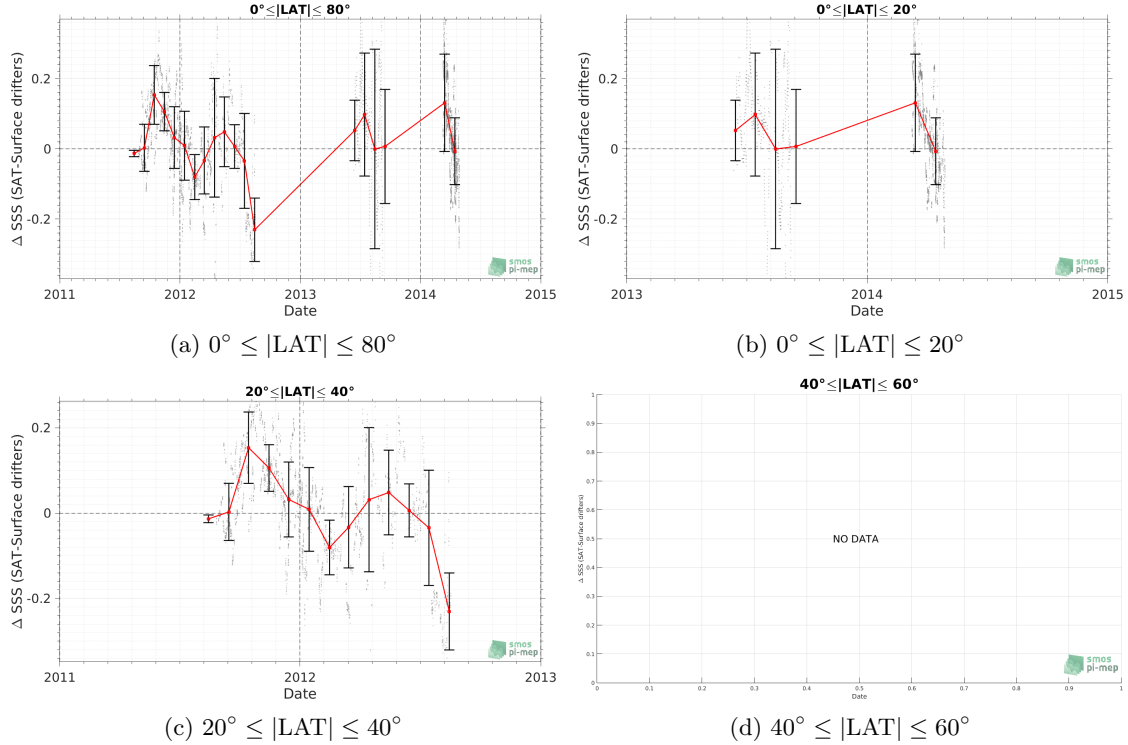 0°≤|LAT|≤ 80°
Δ SSS (SAT-Surface drifters)
0.2
0
-0.2
2011
2012
2013
2014
2015
Date
smos
pi-mep
(a) 0° ≤ |LAT| ≤ 80°
0°≤|LAT|≤ 20°
Δ SSS (SAT-Surface drifters)
0.2
0
-0.2
2013
2014
2015
Date
smos
pi-mep
(b) 0° ≤ |LAT| ≤ 20°
20°≤|LAT|≤ 40°
Δ SSS (SAT-Surface drifters)
0.2
0
-0.2
2011
2012
2013
Date
smos
pi-mep
(c) 20° ≤ |LAT| ≤ 40°
40°≤|LAT|≤ 60°
Δ SSS (SAT-Surface drifters)
1
0.9
0.8
0.7
0.6
0.5
0.4
0.3
0.2
0.1
0
NO DATA
0
0.1
0.2
0.3
0.4
0.5
0.6
0.7
0.8
0.9
1
Date
smos
pi-mep
(d) 40° ≤ |LAT| ≤ 60°